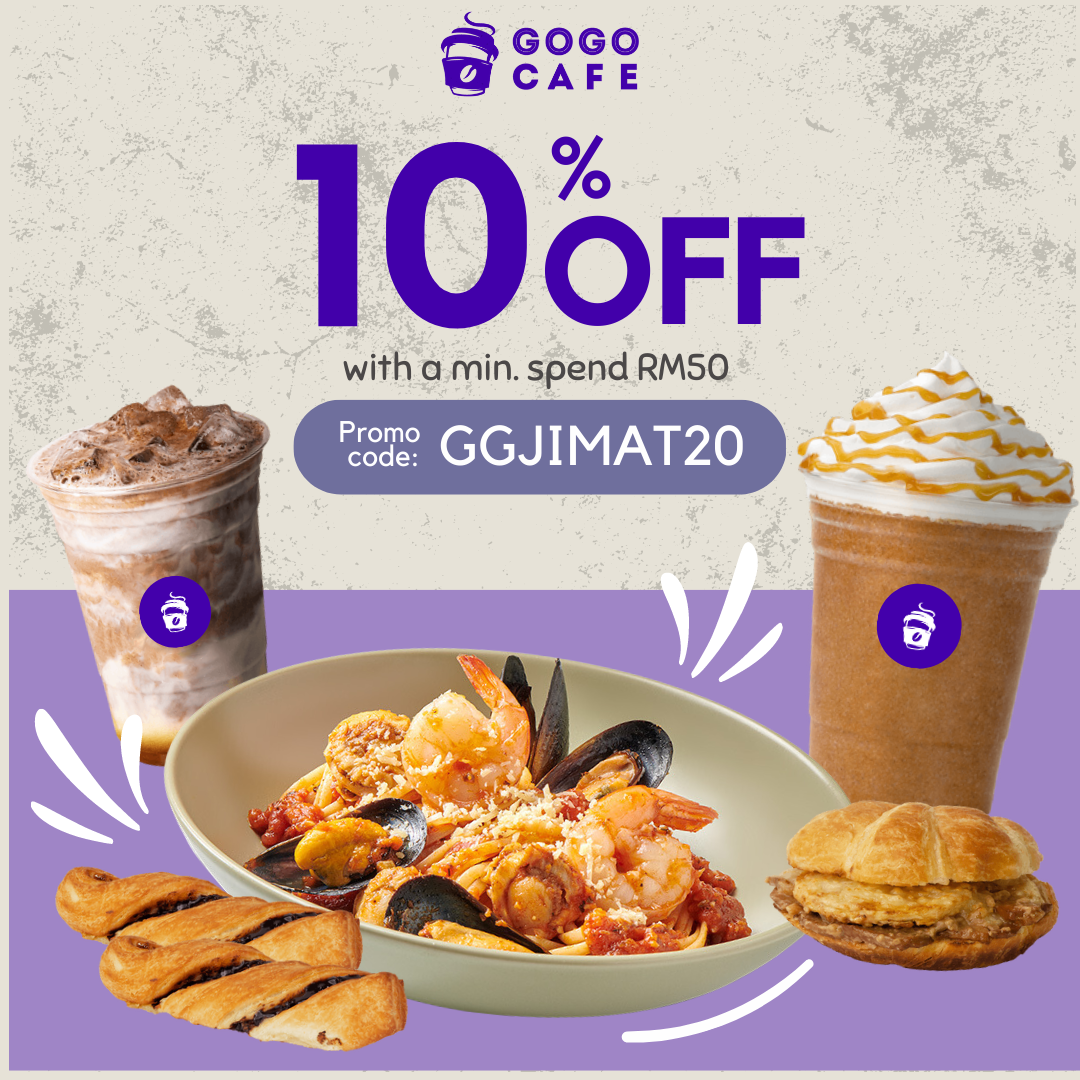 GOGO
CAFE
10% OFF
with a min. spend RM50
Promo
code: GGJIMAT20